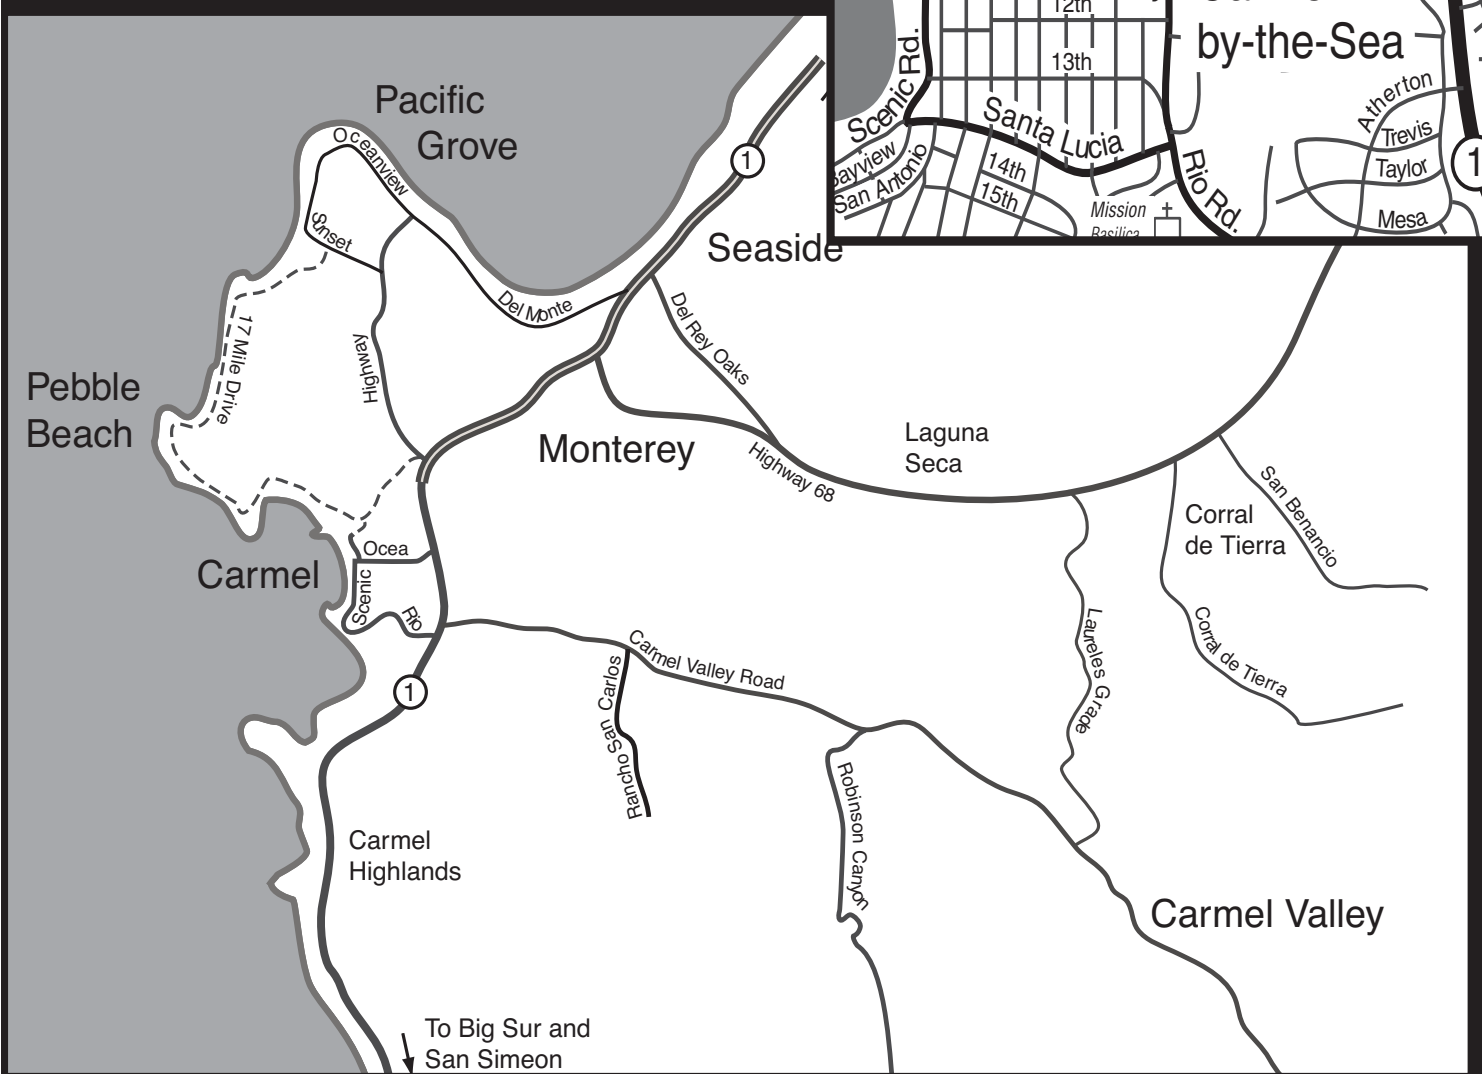 12th
by-the-Sea
13th
Scenic Rd.
Santa Lucia
Atherton
Trevis
Taylor
Mesa
1
Bayview
San Antonio
14th
15th
Rio Rd.
Mission
Basilica
Pacific
Grove
Oceanview
1
Sunset
Seaside
Del Monte
Del Rey Oaks
17 Mile Drive
Highway
Pebble
Beach
Monterey
Highway 68
Laguna
Seca
San Benancio
Corral
de Tierra
Carmel
Ocea
Scenic
Rio
Laureles Grade
Corral de Tierra
Carmel Valley Road
Rancho San Carlos
1
Robinson Canyon
Carmel
Highlands
Carmel Valley
To Big Sur and
San Simeon